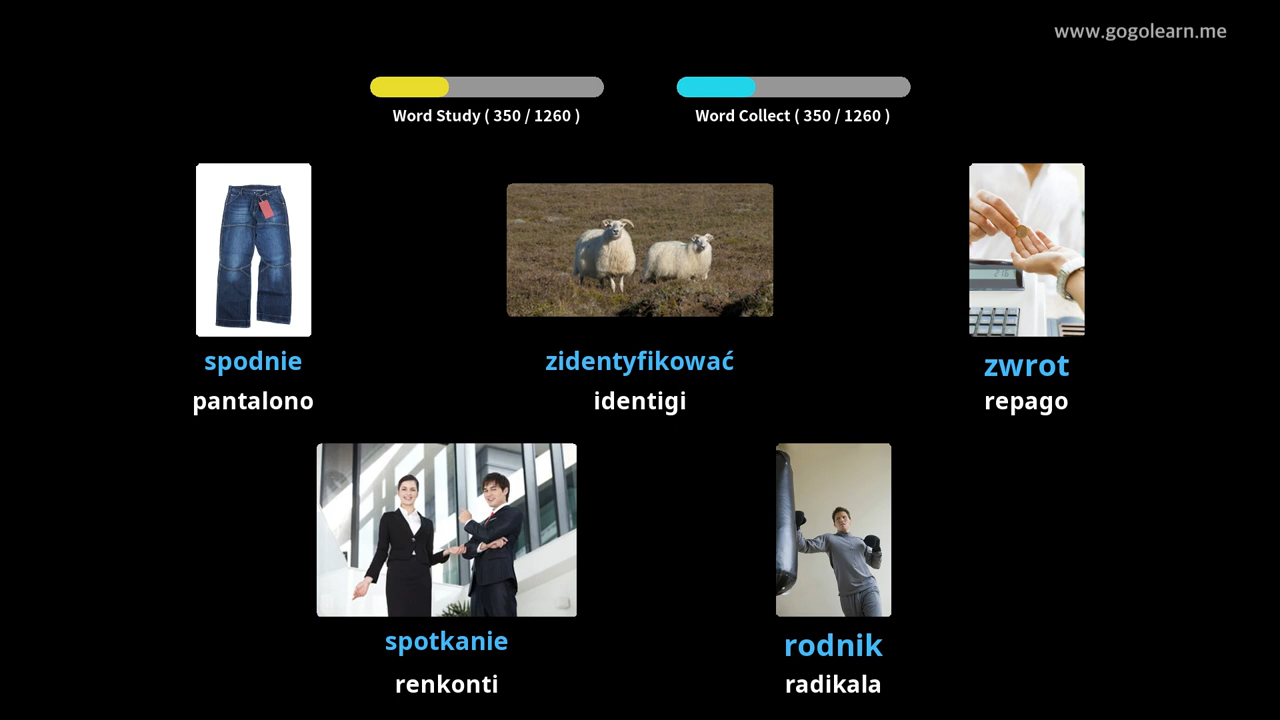 www.gogolearn.me
Word Study ( 350 / 1260 )
Word Collect ( 350 / 1260 )
spodnie
pantalono
zidentyfikować
identigi
zwrot
repago
spotkanie
renkonti
rodnik
radikala